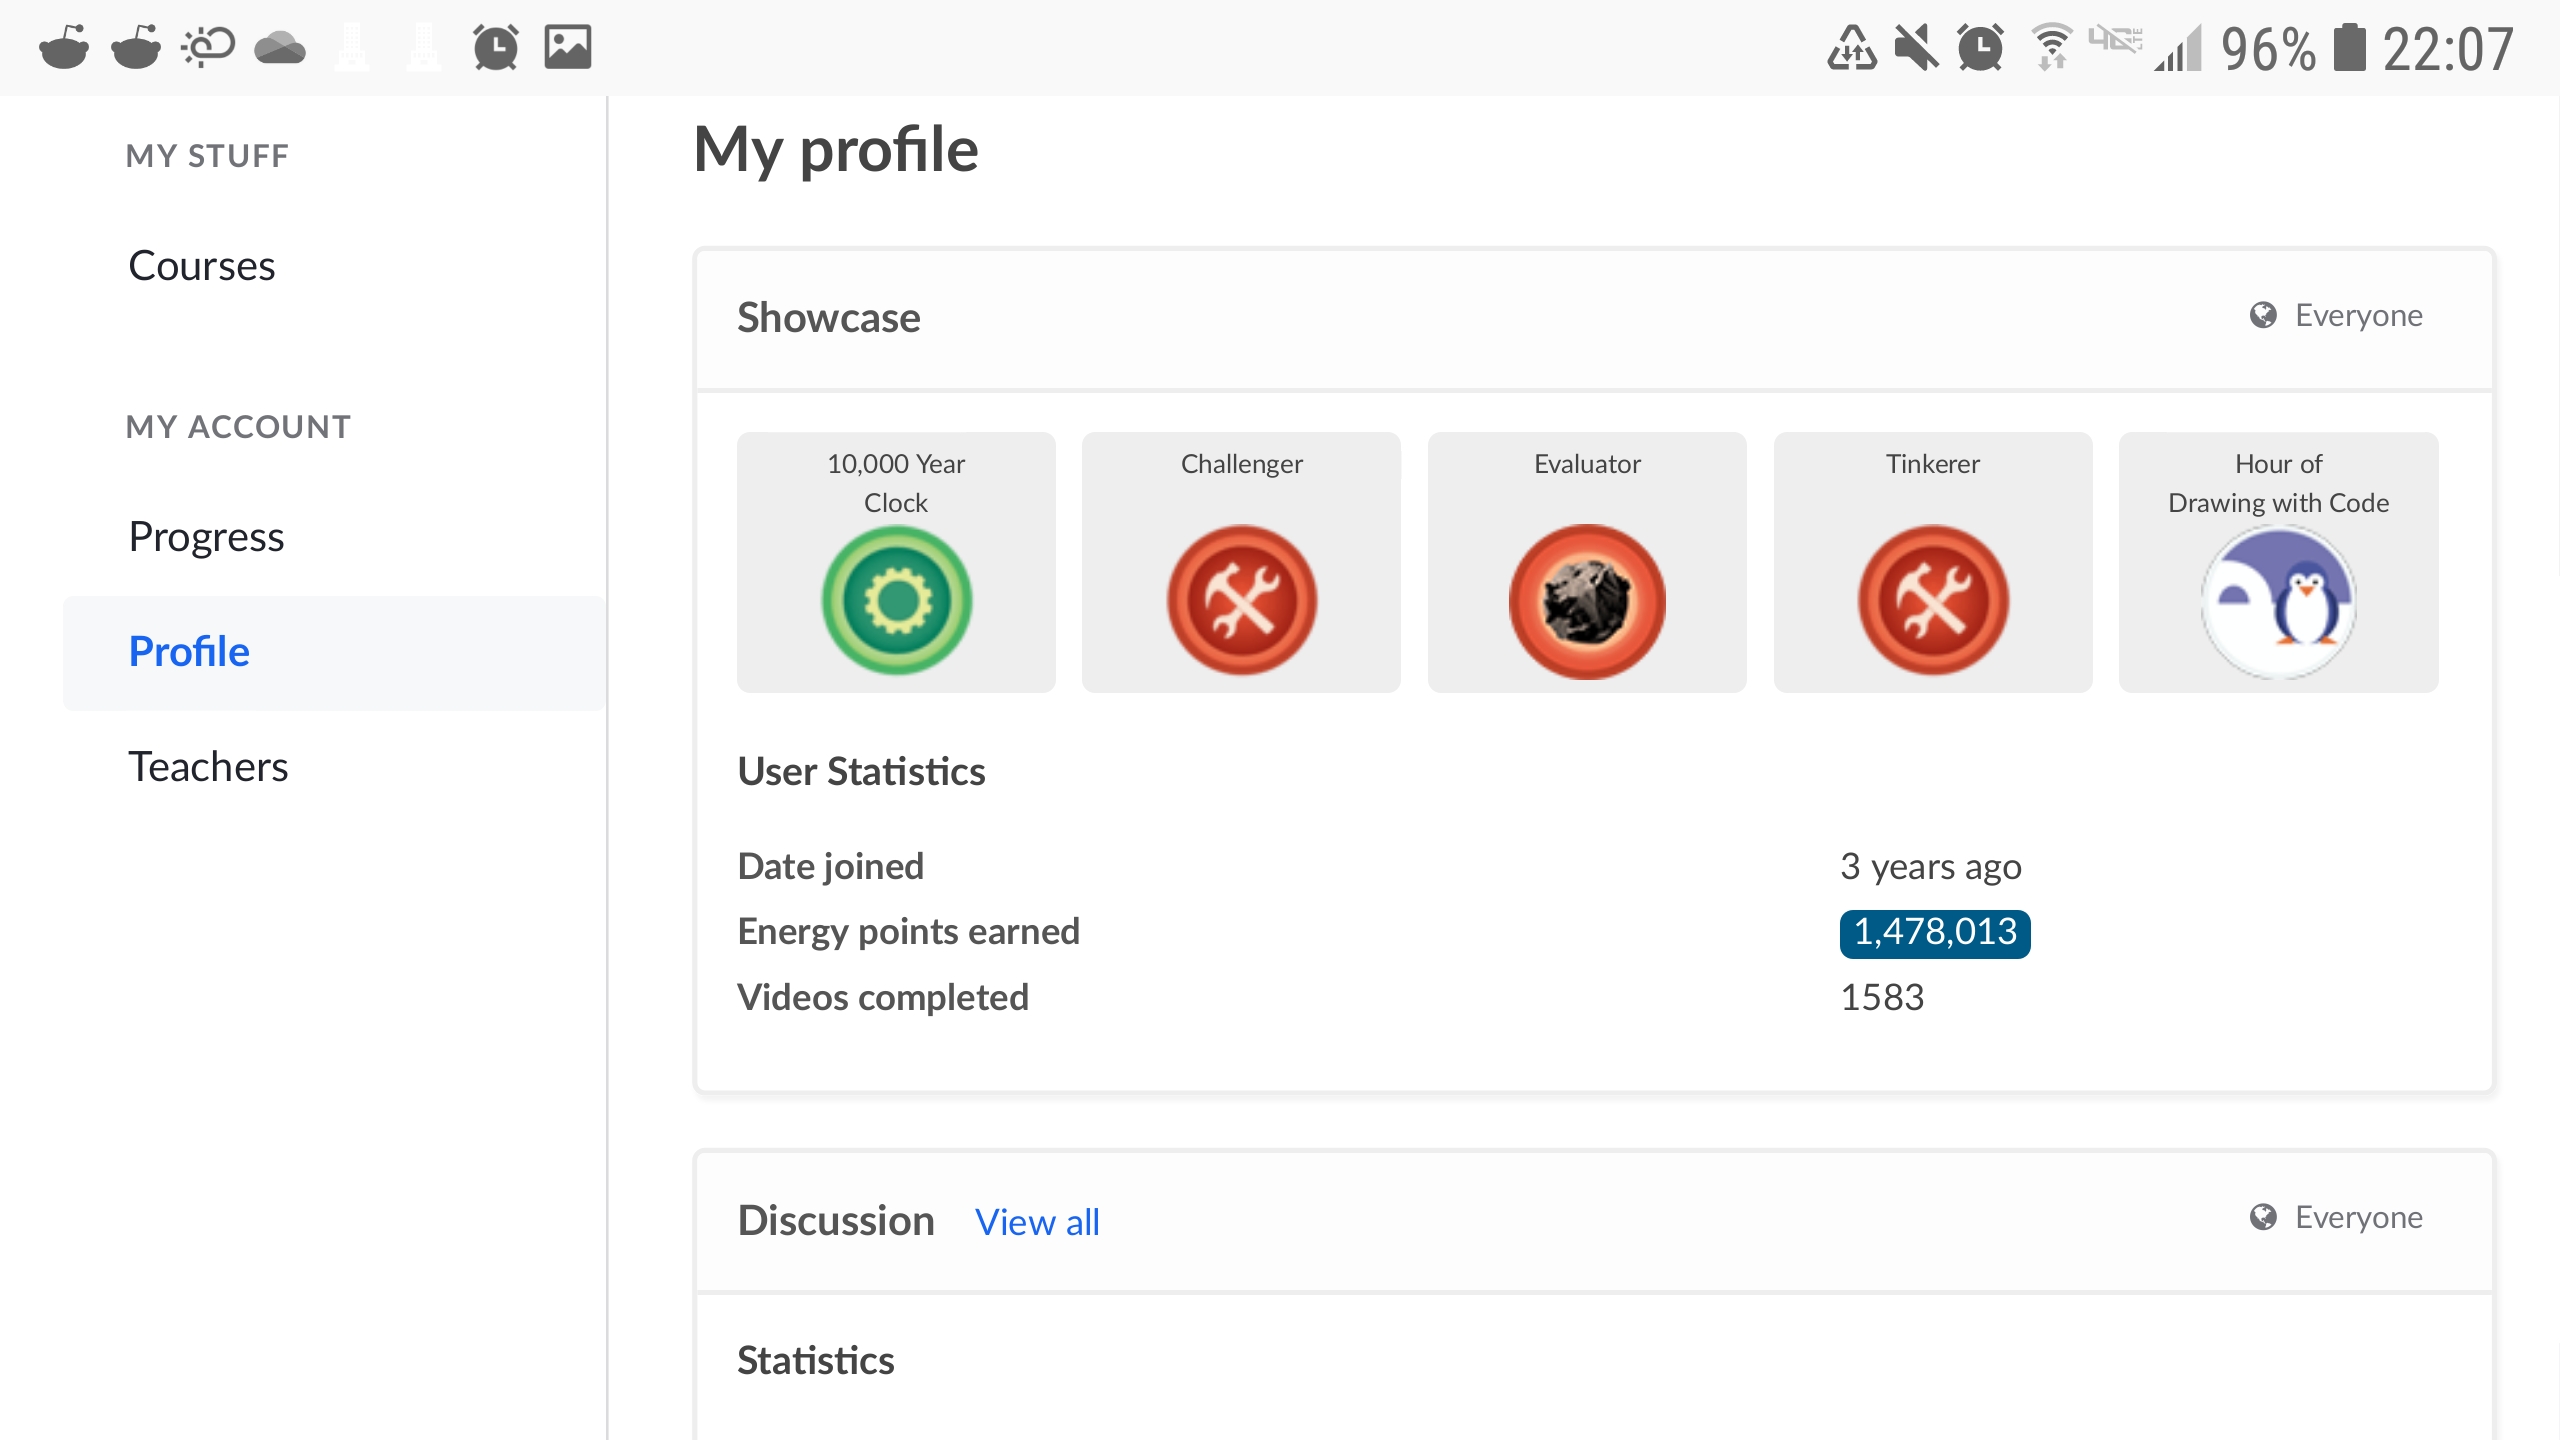 96% 22:07
MY STUFF
Courses
MY ACCOUNT
Progress
Profile
Teachers
My profile
Showcase
Everyone
10,000 Year
Clock
Challenger
Evaluator
Tinkerer
Hour of
Drawing with Code
User Statistics
Date joined
3 years ago
Energy points earned
1,478,013
Videos completed
1583
Discussion
View all
Everyone
Statistics